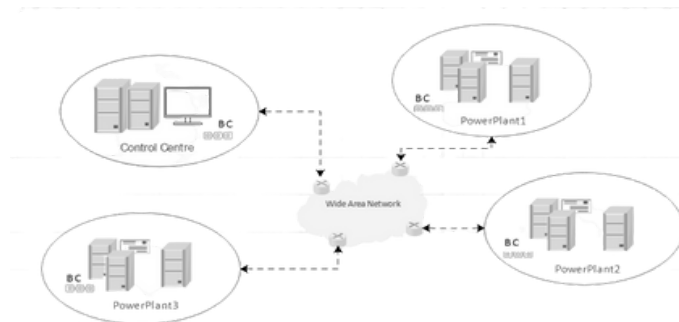 BC
Control Centre
BC
PowerPlant1
Wide Area Network
BC
PowerPlant2
BC
PowerPlant3